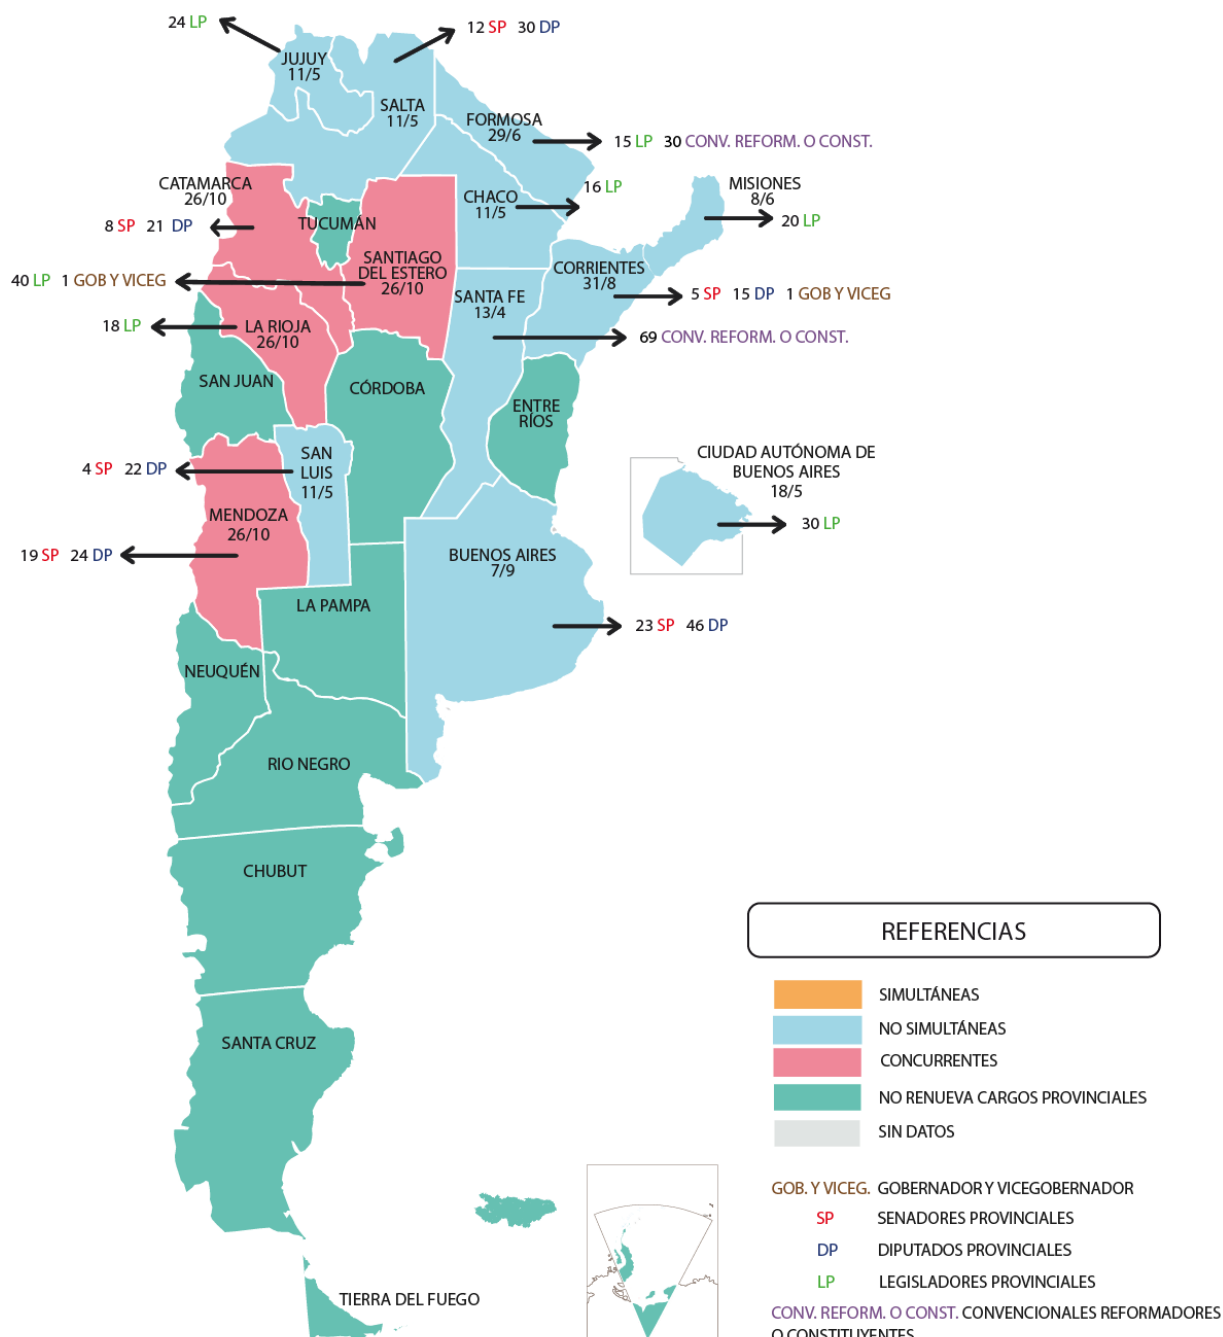 24 LP
12 SP 30 DP
JUJUY
11/5
SALTA
11/5
FORMOSA
29/6
15 LP 30 CONV. REFORM. O CONST.
CATAMARCA
26/10
8 SP 21 DP
TUCUMÁN
CHACO
11/5
16 LP
MISIONES
8/6
20 LP
SANTIAGO
DEL ESTERO
26/10
40 LP 1 GOB Y VICEG
CORRIENTES
31/8
5 SP 15 DP 1 GOB Y VICEG
SANTA FE
13/4
69 CONV. REFORM. O CONST.
18 LP
LA RIOJA
26/10
SAN JUAN
CÓRDOBA
ENTRE
RÍOS
4 SP 22 DP
SAN
LUIS
11/5
CIUDAD AUTÓNOMA DE
BUENOS AIRES
18/5
30 LP
MENDOZA
26/10
19 SP 24 DP
BUENOS AIRES
7/9
23 SP 46 DP
LA PAMPA
NEUQUÉN
RIO NEGRO
CHUBUT
SANTA CRUZ
TIERRA DEL FUEGO
REFERENCIAS
SIMULTÁNEAS
NO SIMULTÁNEAS
CONCURRENTES
NO RENUEVA CARGOS PROVINCIALES
SIN DATOS
GOB. Y VICEG. GOBERNADOR Y VICEGOBERNADOR
SP SENADORES PROVINCIALES
DP DIPUTADOS PROVINCIALES
LP LEGISLADORES PROVINCIALES
CONV. REFORM. O CONST. CONVENCIONALES REFORMADORES
O CONSTITUYENTES